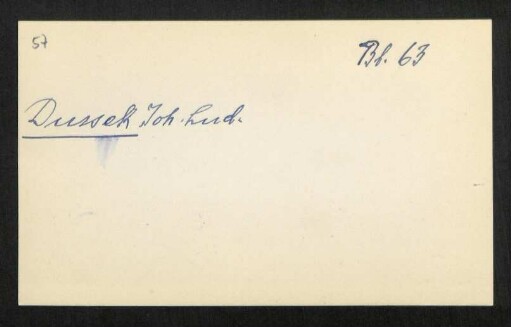 57
Bl. 63
Dussek Joh. Lud.